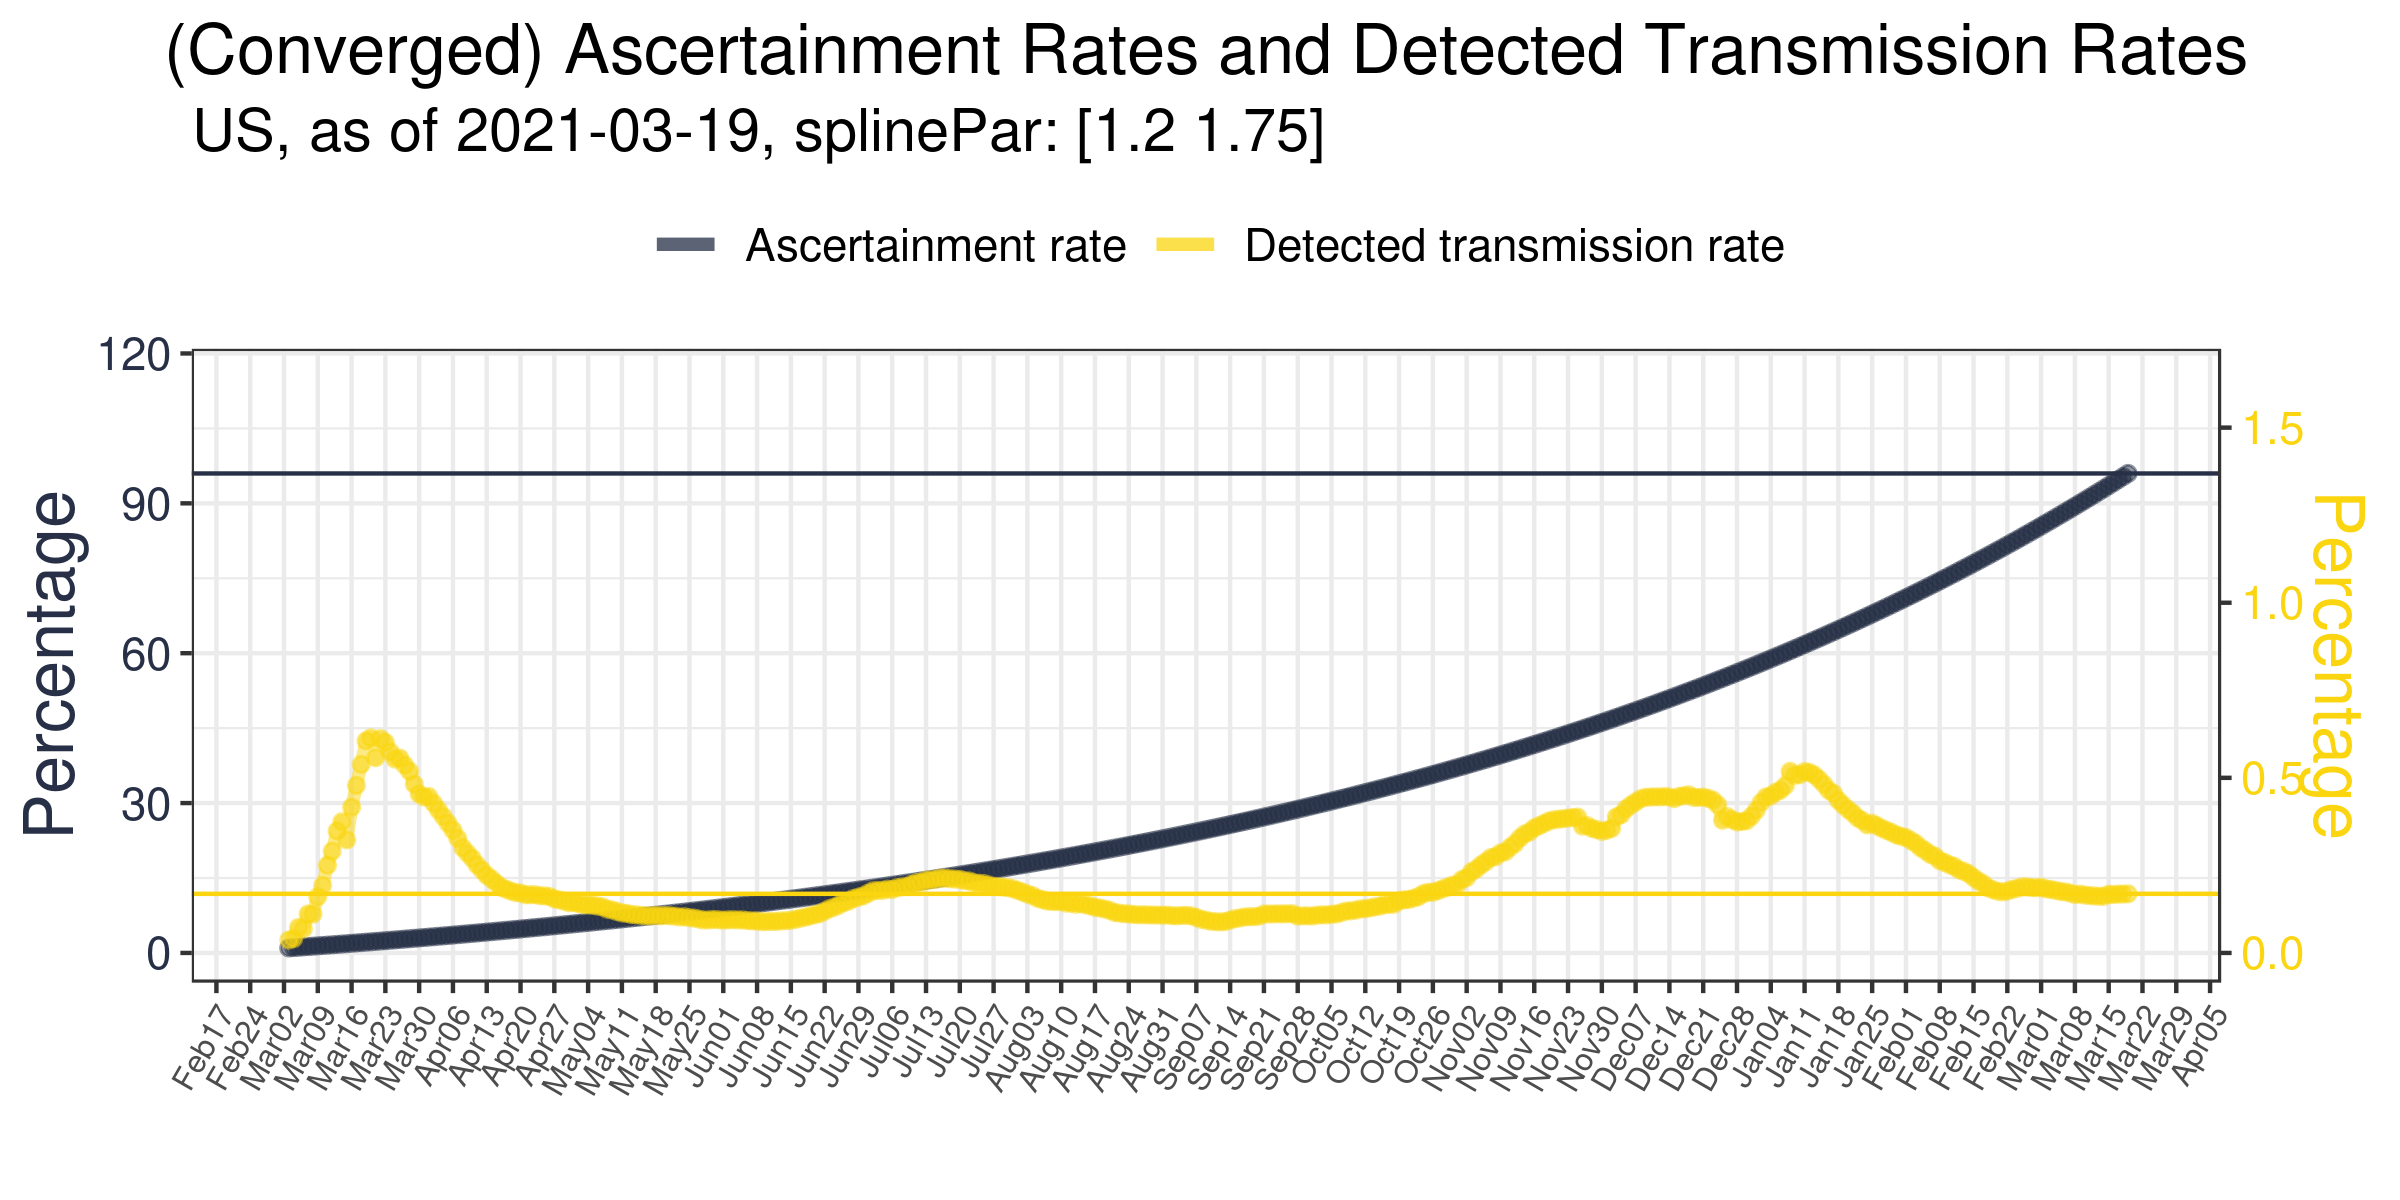 (Converged) Ascertainment Rates and Detected Transmission Rates
US, as of 2021-03-19, splinePar: [1.2 1.75]
Ascertainment rate
Detected transmission rate
Percentage
120
90
60
30
0
1.5
1.0
0.5
0.0
Percentage
Feb17
Feb24
Mar02
Mar09
Mar16
Mar23
Mar30
Apr06
Apr13
Apr20
Apr27
May04
May11
May18
May25
Jun01
Jun08
Jun15
Jun22
Jun29
Jul06
Jul13
Jul20
Jul27
Aug03
Aug10
Aug17
Aug24
Aug31
Sep07
Sep14
Sep21
Sep28
Oct05
Oct12
Oct19
Oct26
Nov02
Nov09
Nov16
Nov23
Nov30
Dec07
Dec14
Dec21
Dec28
Jan04
Jan11
Jan18
Jan25
Feb01
Feb08
Feb15
Feb22
Mar01
Mar08
Mar15
Mar22
Mar29
Apr05